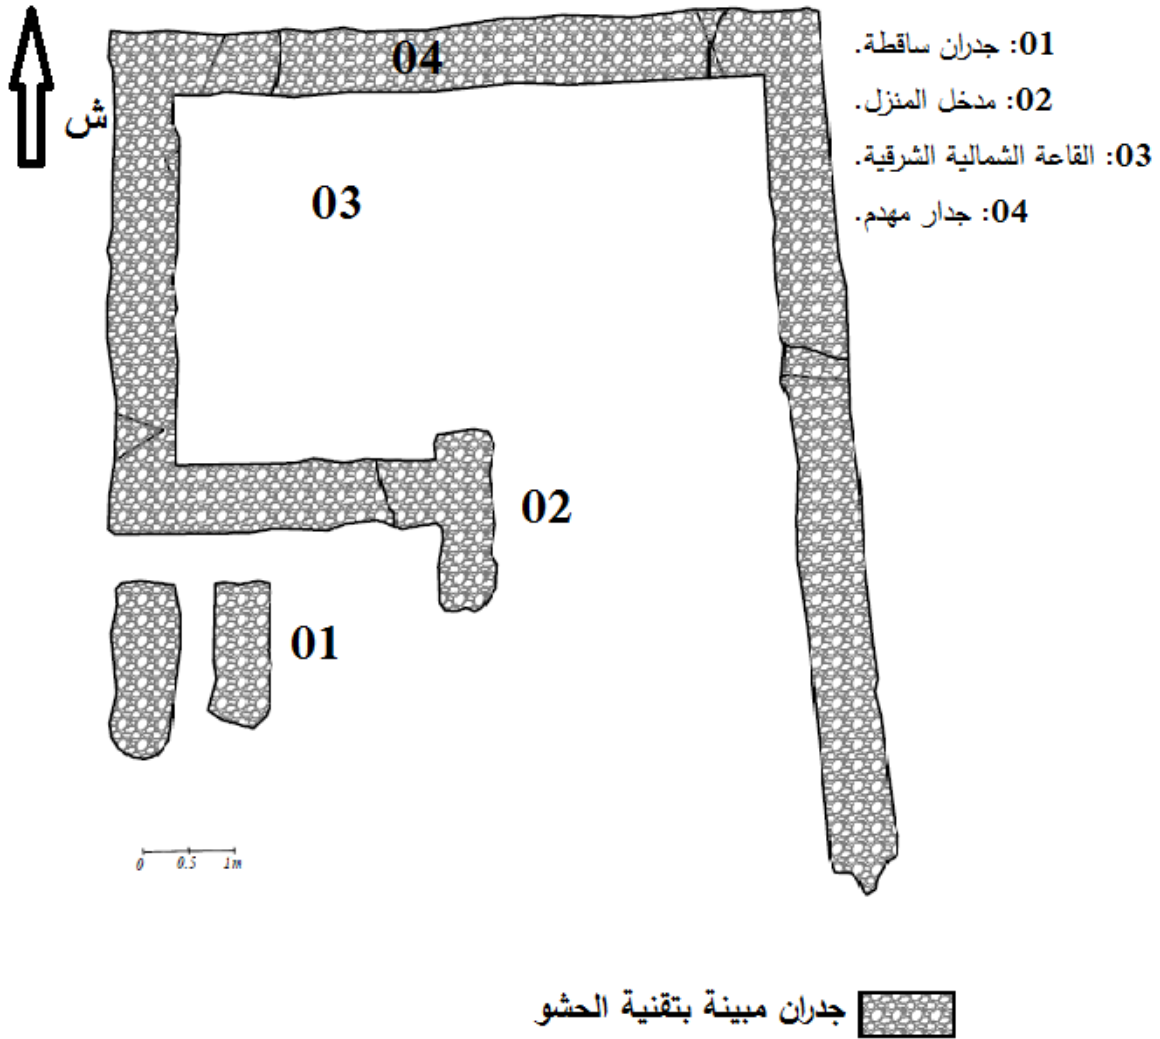 01: جدران ساقطة.
02: مدخل المنزل.
03: القاعة الشمالية الشرقية.
04: جدار مهدم.
04
ش
03
02
01
0 0.5 1m
جدران مبينة بتقنية الحشو